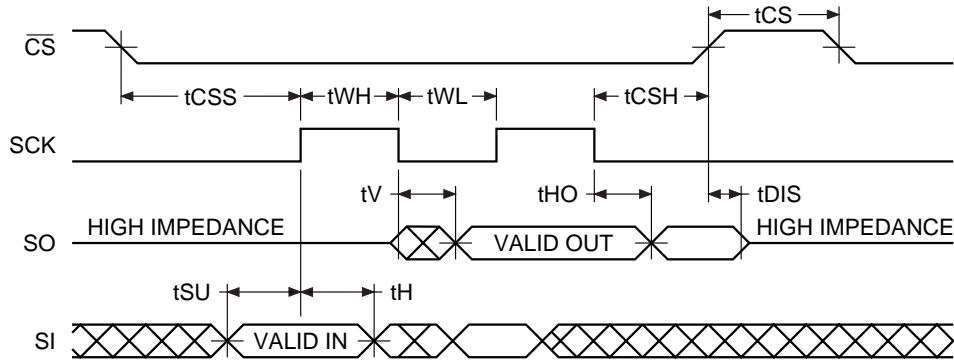 tCS
C̅S̅
tCSS tWH tWL tCSH
SCK
tV tHO tDIS
HIGH IMPEDANCE HIGH IMPEDANCE
SO VALID OUT
tSU tH
SI VALID IN